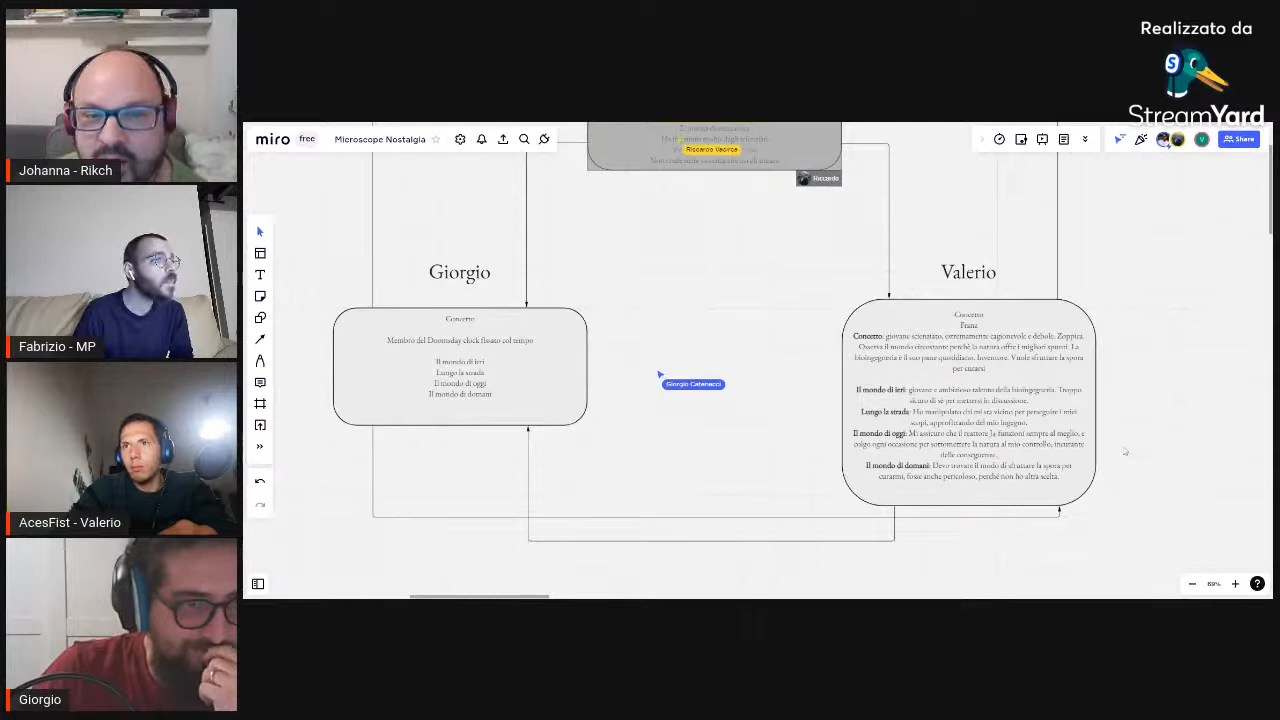 Realizzato da
StreamYard
Johanna - Rikch
Fabrizio - MP
AcesFist - Valerio
Giorgio
miro
free
Microscope Nostalgia
Share
Riccardo Vaorca
Non crede nelle
Riccardo
Giorgio
Concetto
Membro del Doomsday clock fissato col tempo
Il mondo di ieri
Lungo la strada
Il mondo di oggi
Il mondo di domani
Giorgio Catenacci
Valerio
Concetto
Franz
Concetto: giovane scienziato, estremamente cagionevole e debole. Zoppica.
Osserva il mondo circostante perchè la natura offre i migliori spunti. La
bioingegneria è il suo pane quotidiano. Inventore. Vuole sfruttare la spora
per curarsi
Il mondo di ieri: giovane e ambizioso talento della bioingegneria. Troppo
sicuro di sé per mettersi in discussione.
Lungo la strada: Ho manipolato chi mi sta vicino per perseguire i miei
scopi, approfittando del mio ingegno.
Il mondo di oggi: Mi assicuro che il reattore J4 funzioni sempre al meglio, e
colgo ogni occasione per sottomettere la natura al mio controllo, incurante
delle conseguenze.
Il mondo di domani: Devo trovare il modo di sfruttare la spora per
curarmi, fosse anche pericoloso, perché non ho altra scelta.
69%